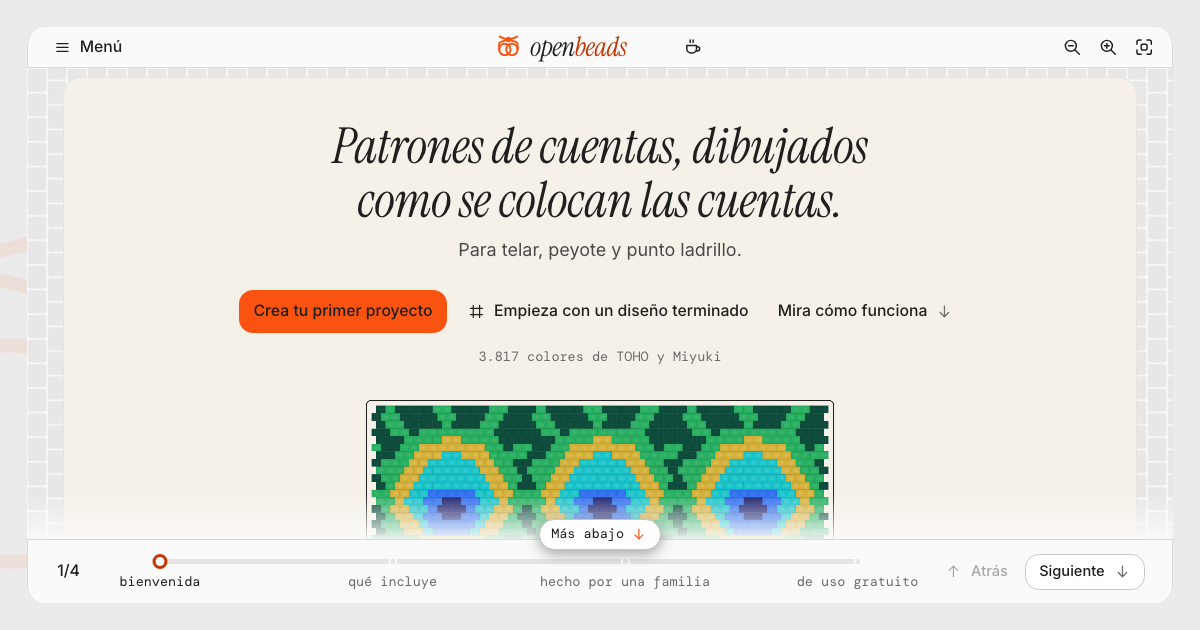 Menú
openbeads
Patrones de cuentas, dibujados
como se colocan las cuentas.
Para telar, peyote y punto ladrillo.
Crea tu primer proyecto
Empieza con un diseño terminado
Mira cómo funciona
3.817 colores de TOHO y Miyuki
Más abajo
1/4
bienvenida
qué incluye
hecho por una familia
de uso gratuito
Atrás
Siguiente